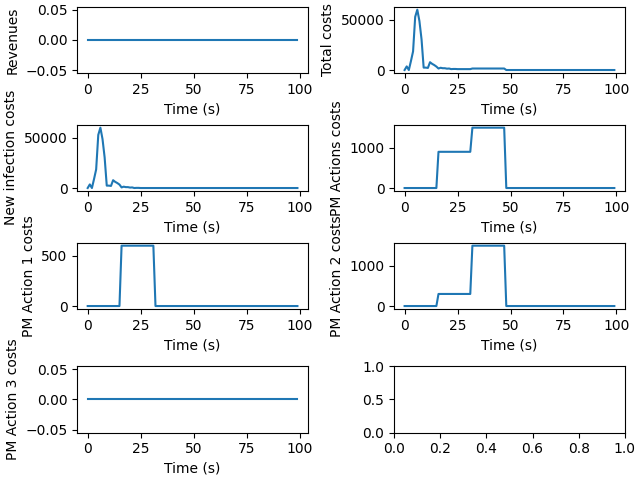 Revenues
0.05
0.00
−0.05
0 25 50 75 100
Time (s)
Total costs
50000
0
0 25 50 75 100
Time (s)
New infection costs
50000
0
0 25 50 75 100
Time (s)
PM Actions costs
1000
0
0 25 50 75 100
Time (s)
PM Action 1 costs
500
0
0 25 50 75 100
Time (s)
PM Action 2 costs
1000
0
0 25 50 75 100
Time (s)
PM Action 3 costs
0.05
0.00
−0.05
0 25 50 75 100
Time (s)
1.0
0.5
0.0
0.0 0.2 0.4 0.6 0.8 1.0